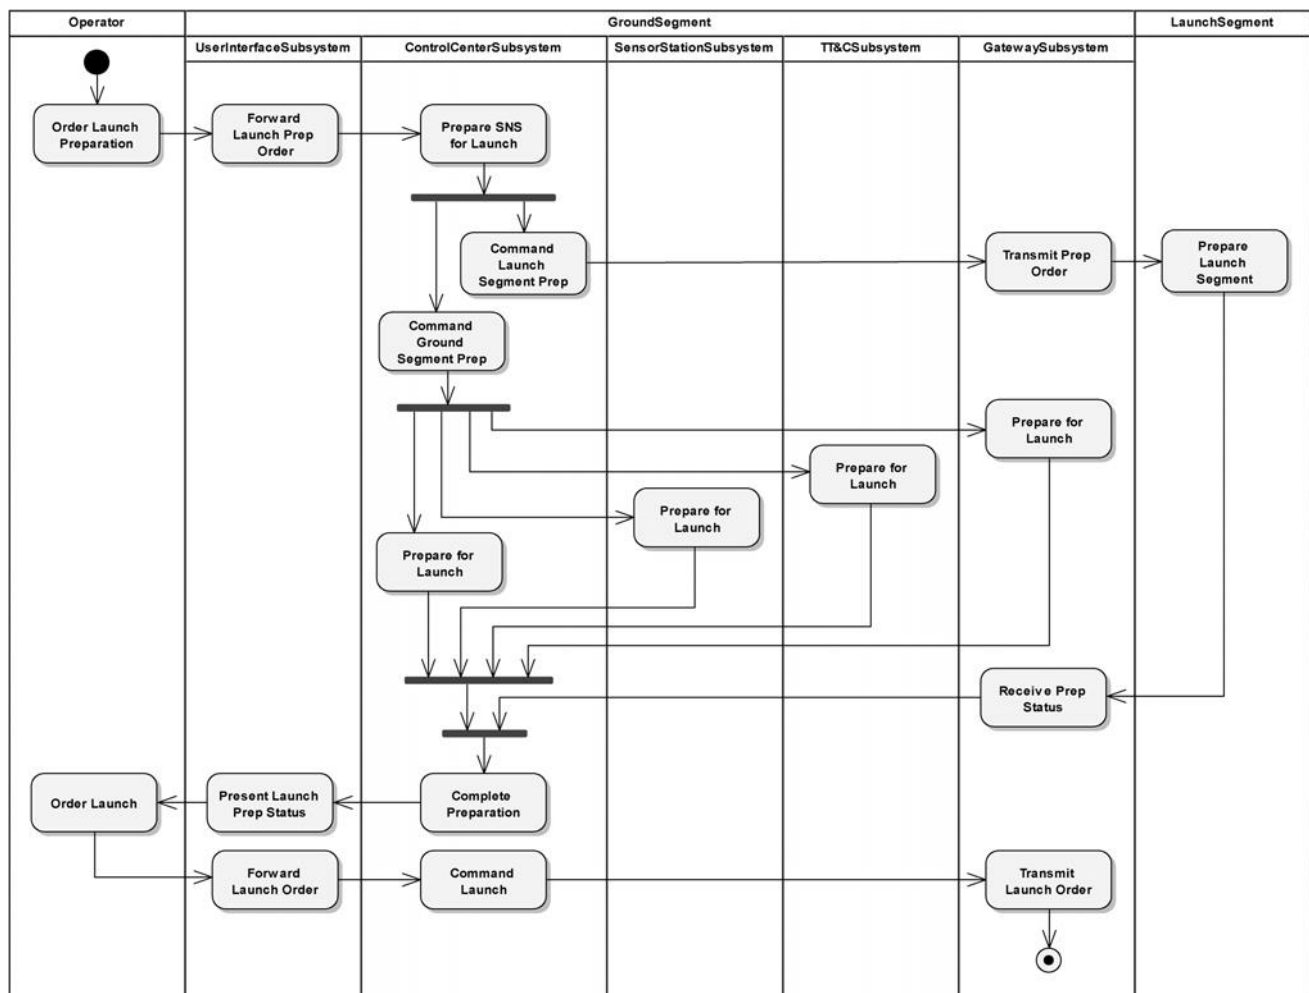 Operator
GroundSegment
LaunchSegment
UserInterfaceSubsystem
ControlCenterSubsystem
SensorStationSubsystem
TT&CSubsystem
GatewaySubsystem
Order Launch
Preparation
Forward
Launch Prep
Order
Prepare SNS
for Launch
Command
Launch
Segment Prep
Transmit Prep
Order
Prepare
Launch
Segment
Command
Ground
Segment Prep
Prepare for
Launch
Prepare for
Launch
Prepare for
Launch
Prepare for
Launch
Receive Prep
Status
Order Launch
Present Launch
Prep Status
Complete
Preparation
Forward
Launch Order
Command
Launch
Transmit
Launch Order